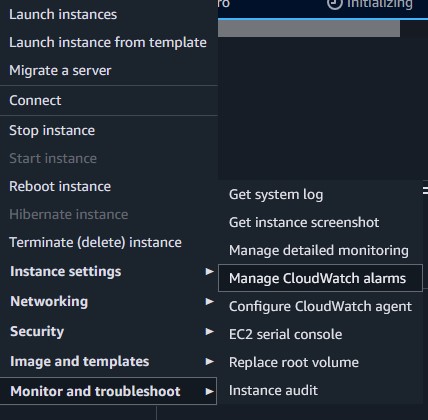 Launch instances
Launch instance from template
Migrate a server
Connect
Stop instance
Start instance
Reboot instance
Hibernate instance
Terminate (delete) instance
Instance settings
Networking
Security
Image and templates
Monitor and troubleshoot
ro
Initializing
Get system log
Get instance screenshot
Manage detailed monitoring
Manage CloudWatch alarms
Configure CloudWatch agent
EC2 serial console
Replace root volume
Instance audit